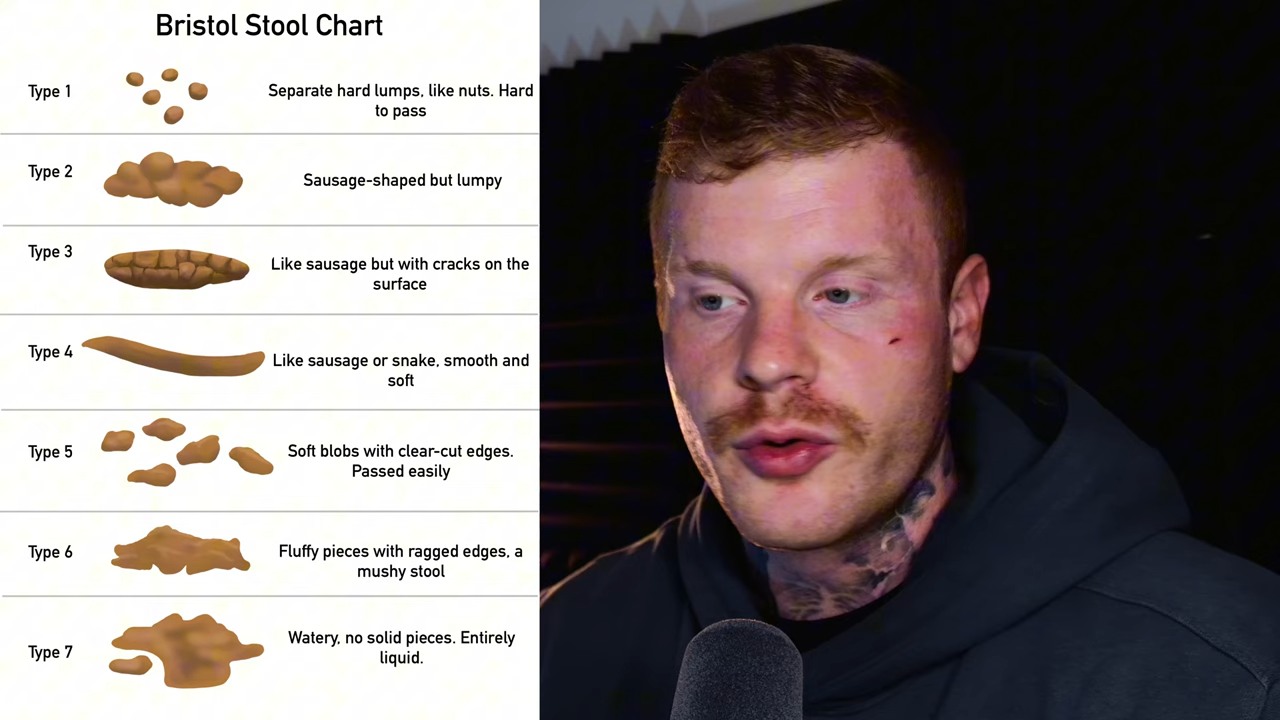 Bristol Stool Chart
Type 1
Separate hard lumps, like nuts. Hard
to pass
Type 2
Sausage-shaped but lumpy
Type 3
Like sausage but with cracks on the
surface
Type 4
Like sausage or snake, smooth and
soft
Type 5
Soft blobs with clear-cut edges.
Passed easily
Type 6
Fluffy pieces with ragged edges, a
mushy stool
Type 7
Watery, no solid pieces. Entirely
liquid.